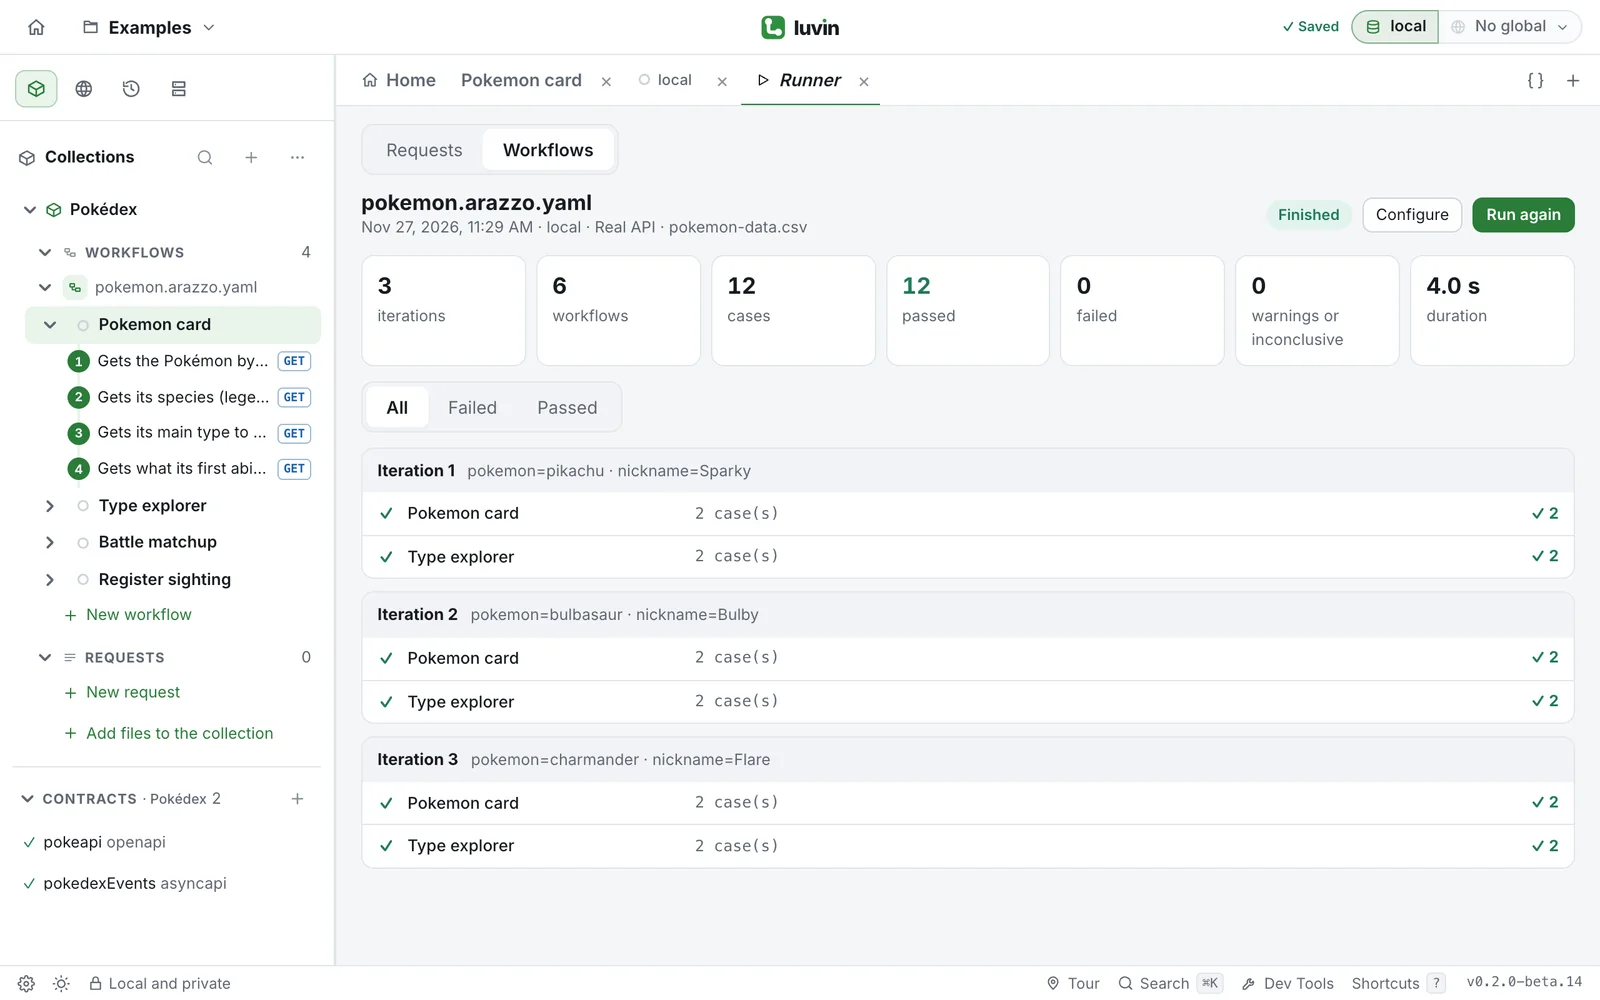 Examples
luvin
Saved
local
No global
Home
Pokemon card
local
Runner
{}
Collections
Pokédex
WORKFLOWS 4
pokemon.arazzo.yaml
Pokemon card
1 Gets the Pokémon by... GET
2 Gets its species (lege... GET
3 Gets its main type to ... GET
4 Gets what its first abi... GET
Type explorer
Battle matchup
Register sighting
+ New workflow
REQUESTS 0
+ New request
+ Add files to the collection
CONTRACTS · Pokédex 2
pokeapi openapi
pokedexEvents asyncapi
Requests
Workflows
pokemon.arazzo.yaml
Nov 27, 2026, 11:29 AM · local · Real API · pokemon-data.csv
Finished
Configure
Run again
3
iterations
6
workflows
12
cases
12
passed
0
failed
0
warnings or
inconclusive
4.0 s
duration
All
Failed
Passed
Iteration 1 pokemon=pikachu · nickname=Sparky
Pokemon card 2 case(s) 2
Type explorer 2 case(s) 2
Iteration 2 pokemon=bulbasaur · nickname=Bulby
Pokemon card 2 case(s) 2
Type explorer 2 case(s) 2
Iteration 3 pokemon=charmander · nickname=Flare
Pokemon card 2 case(s) 2
Type explorer 2 case(s) 2
Local and private
Tour
Search ⌘K
Dev Tools
Shortcuts ?
v0.2.0-beta.14